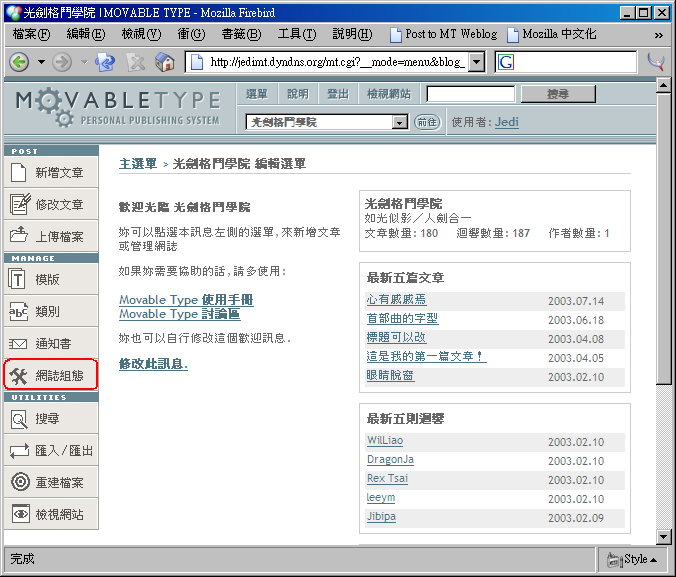 光劍格鬥學院 | MOVABLE TYPE - Mozilla Firebird
檔案(F) 編輯(E) 檢視(V) 衝(G) 書籤(B) 工具(T) 說明(H) Post to MT Weblog Mozilla 中文化 »
http://jedimt.dyndns.org/mt.cgi?__mode=menu&blog_
MOVABLETYPE
PERSONAL PUBLISHING SYSTEM
選單 說明 登出 檢視網站 搜尋
光劍格鬥學院 前往 使用者: Jedi
POST
新增文章
修改文章
上傳檔案
MANAGE
模版
類別
通知書
網誌組態
UTILITIES
搜尋
匯入/匯出
重建檔案
檢視網站
主選單 > 光劍格鬥學院 編輯選單
歡迎光臨 光劍格鬥學院
妳可以點選本訊息左側的選單,來新增文章
或管理網誌
如果妳需要協助的話,請多使用:
Movable Type 使用手冊
Movable Type 討論區
妳也可以自行修改這個歡迎訊息.
修改此訊息.
光劍格鬥學院
如光似影／人劍合一
文章數量: 180 迴響數量: 187 作者數量: 1
最新五篇文章
心有戚戚焉 2003.07.14
首部曲的字型 2003.06.18
標題可以改 2003.04.08
這是我的第一篇文章！ 2003.04.05
眼睛脫窗 2003.02.10
最新五則迴響
WilLiao 2003.02.10
DragonJa 2003.02.10
Rex Tsai 2003.02.10
leeym 2003.02.10
Jibipa 2003.02.09
完成 Style